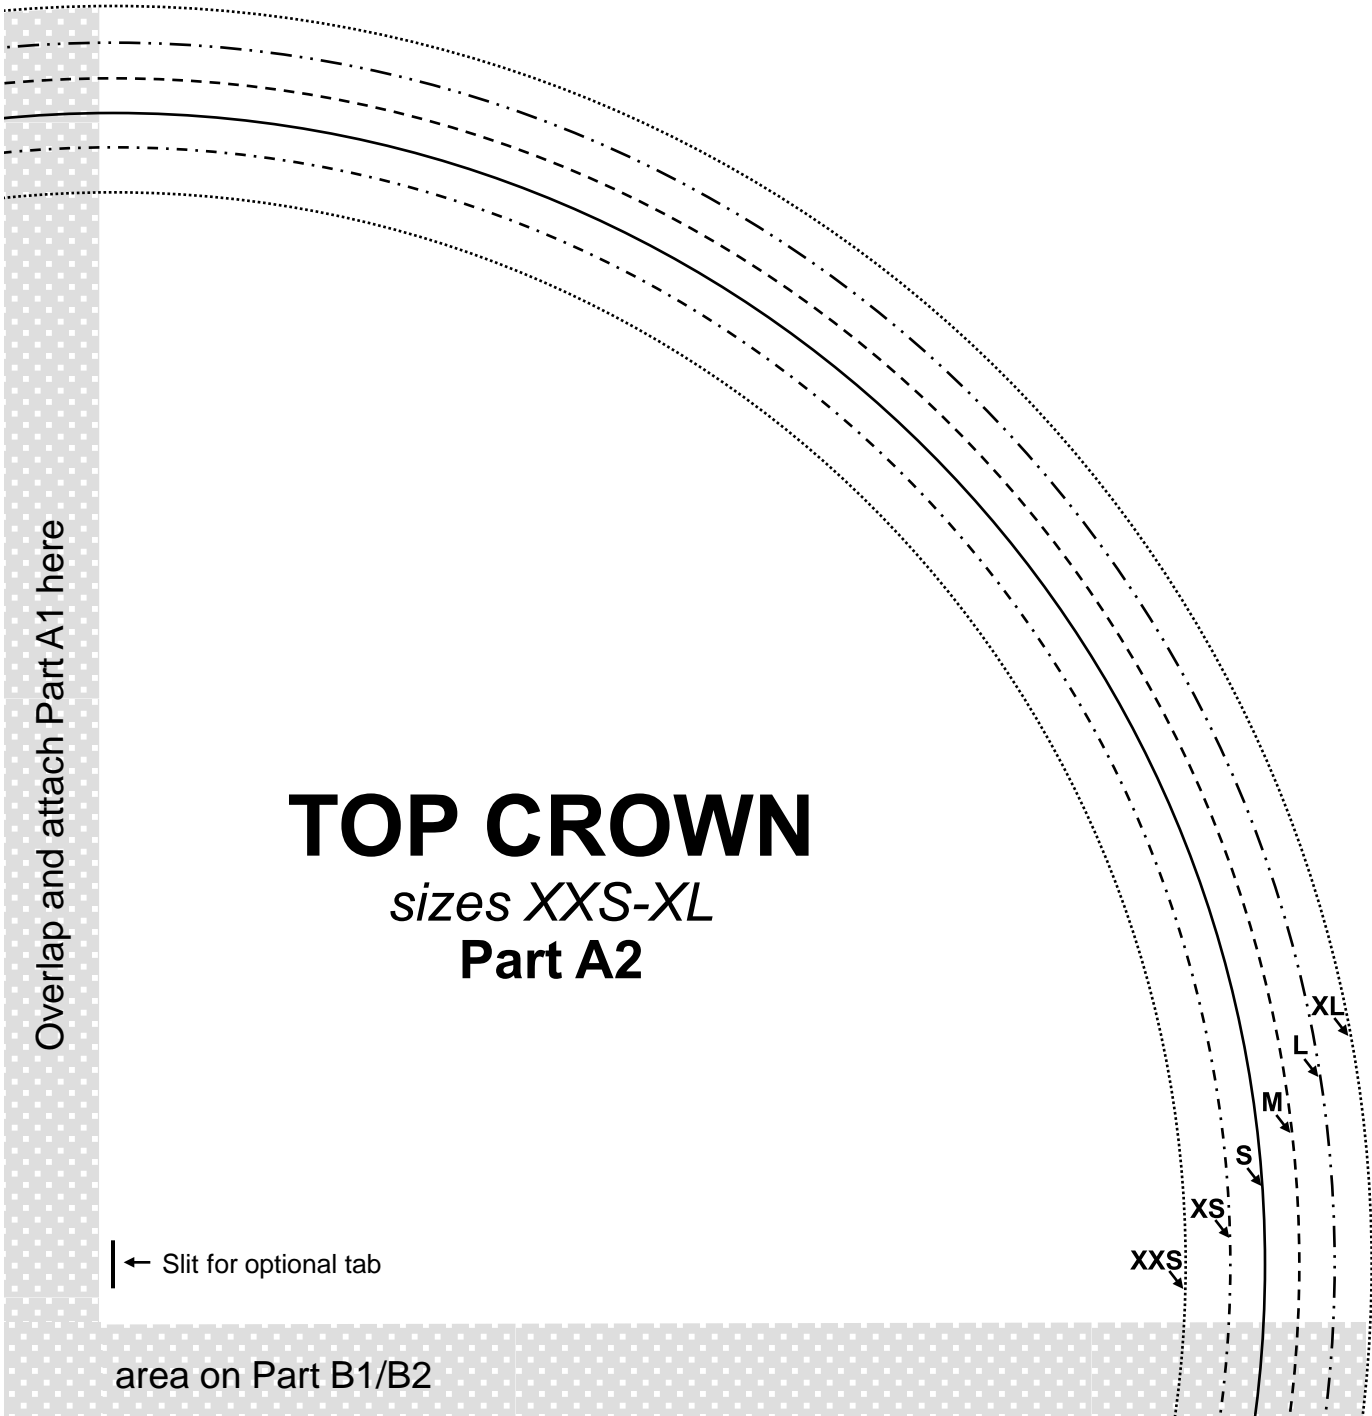 Overlap and attach Part A1 here
TOP CROWN
sizes XXS-XL
Part A2
XL
L
M
S
XS
XXS
Slit for optional tab
area on Part B1/B2